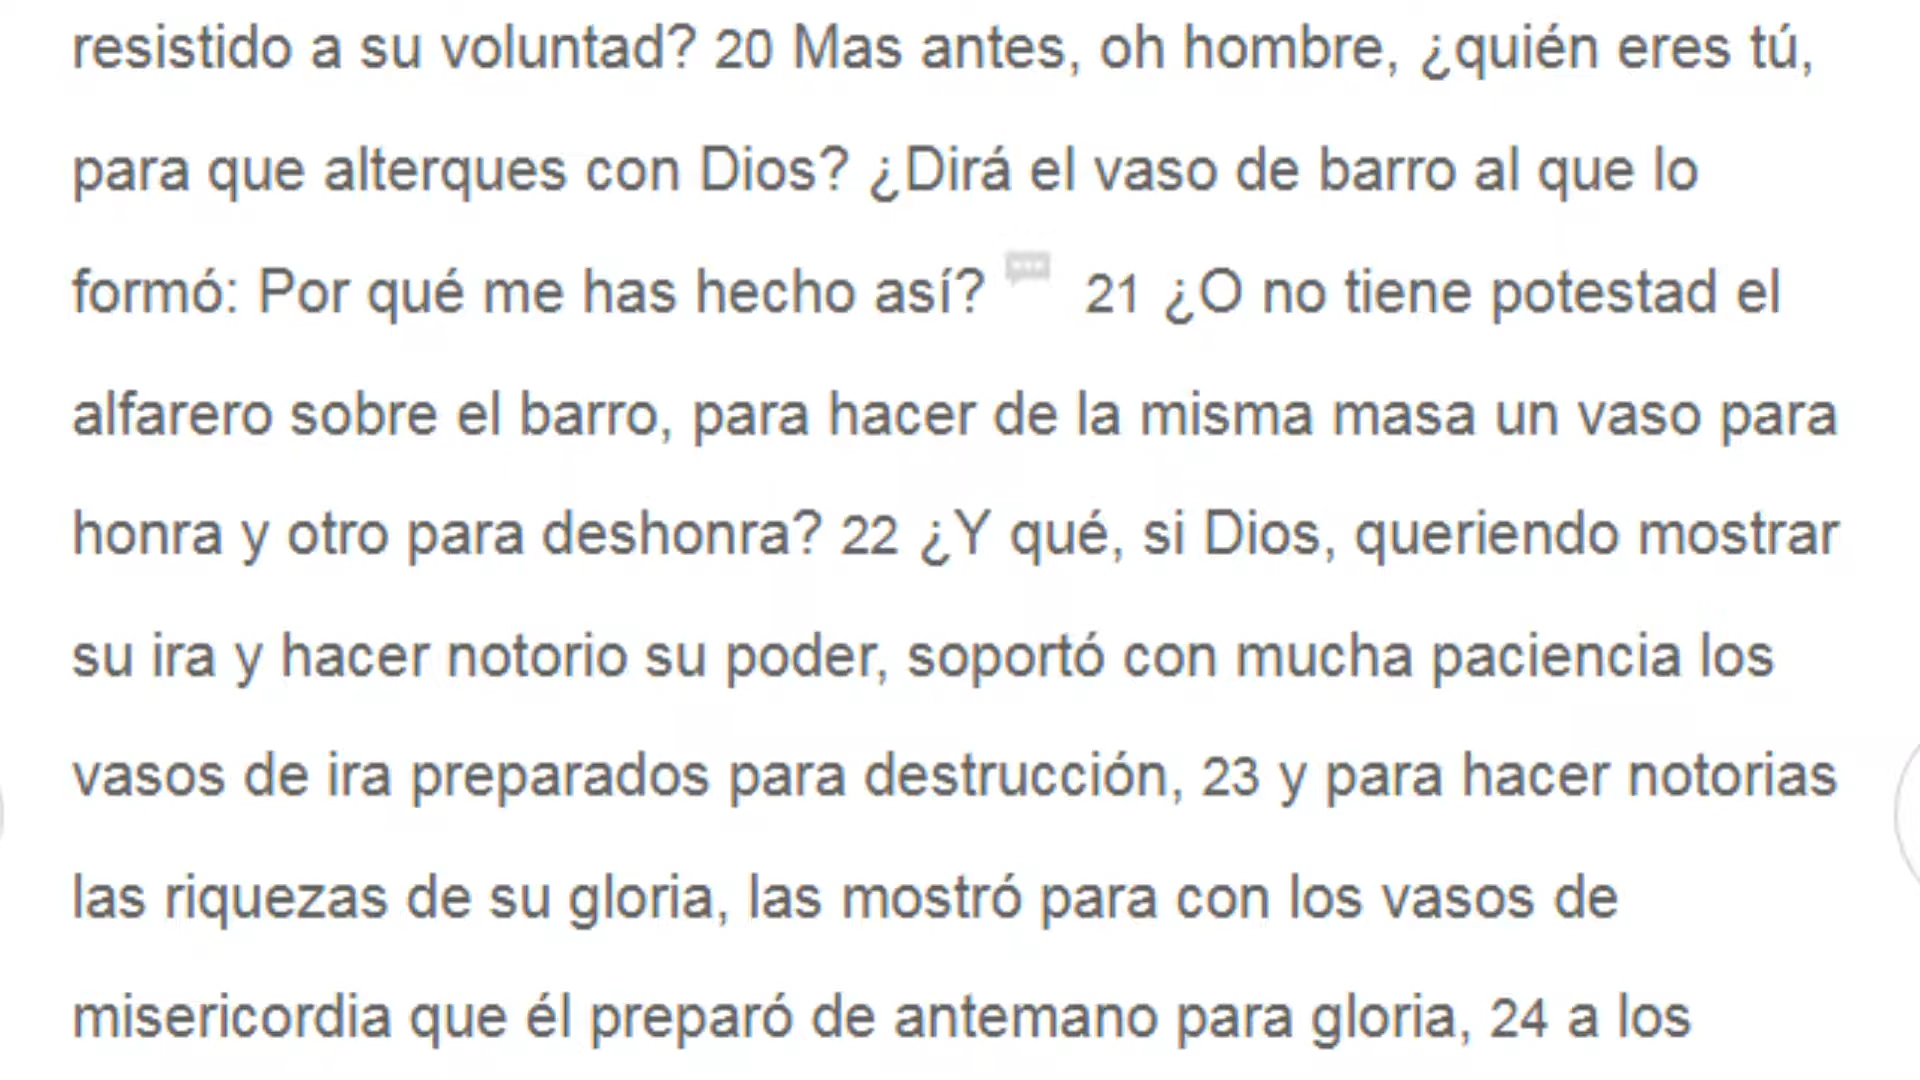 resistido a su voluntad? 20 Mas antes, oh hombre, ¿quién eres tú,
para que alterques con Dios? ¿Dirá el vaso de barro al que lo
formó: Por qué me has hecho así? 21 ¿O no tiene potestad el
alfarero sobre el barro, para hacer de la misma masa un vaso para
honra y otro para deshonra? 22 ¿Y qué, si Dios, queriendo mostrar
su ira y hacer notorio su poder, soportó con mucha paciencia los
vasos de ira preparados para destrucción, 23 y para hacer notorias
las riquezas de su gloria, las mostró para con los vasos de
misericordia que él preparó de antemano para gloria, 24 a los